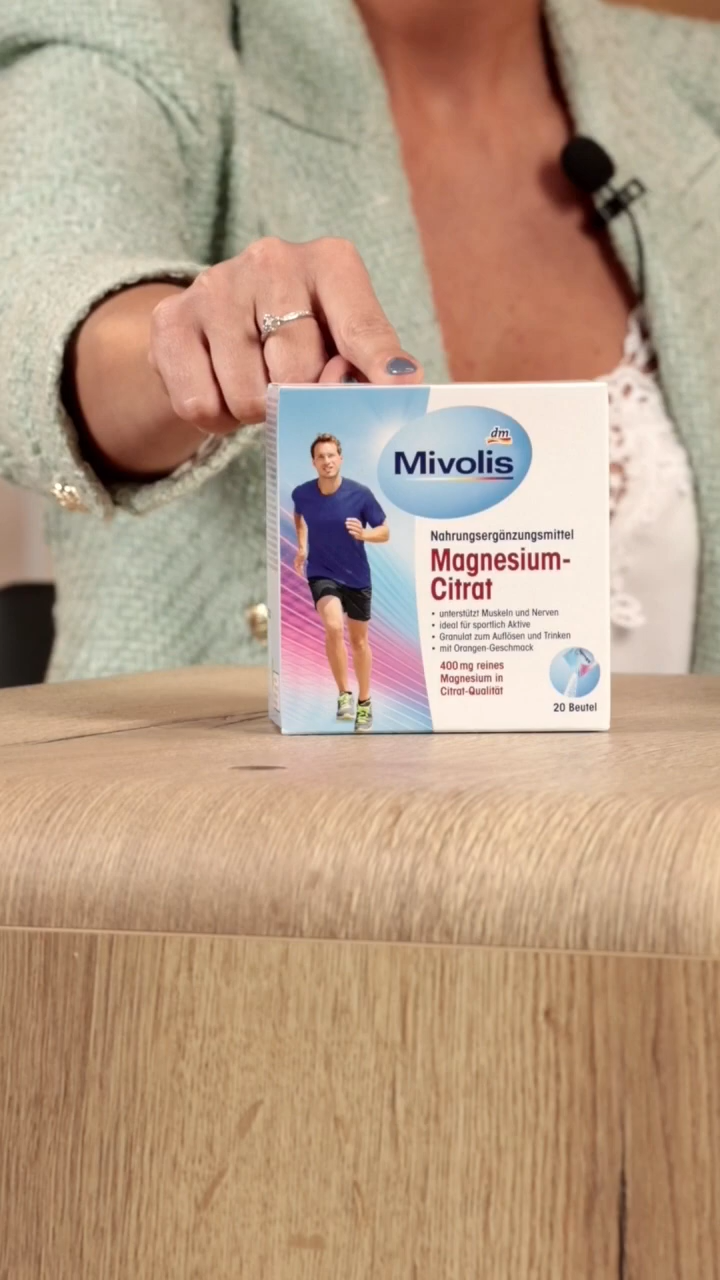 dm
Mivolis
Nahrungsergänzungsmittel
Magnesium-
Citrat
• unterstützt Muskeln und Nerven
• ideal für sportlich Aktive
• Granulat zum Auflösen und Trinken
• mit Orangen-Geschmack
400 mg reines
Magnesium in
Citrat-Qualität
20 Beutel